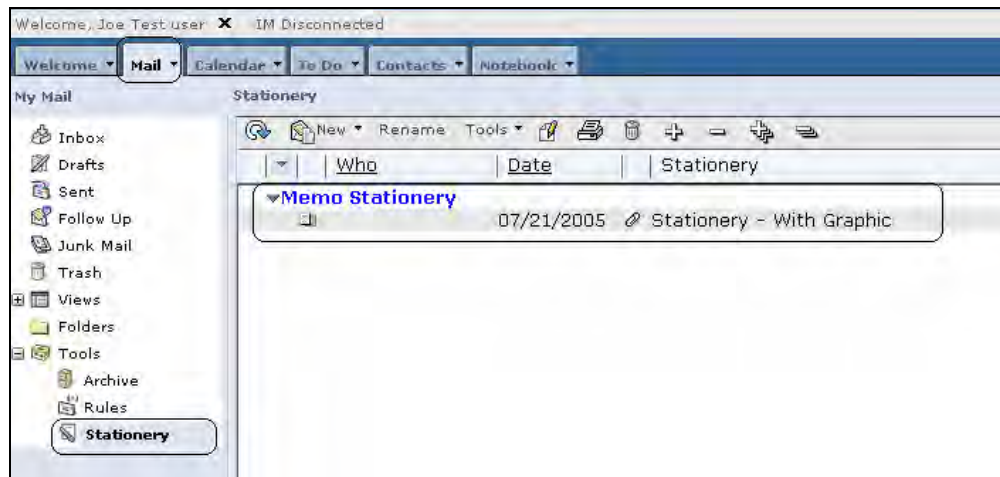 Welcome, Joe Test user X IM Disconnected
Welcome Mail Calendar To Do Contacts Notebook
My Mail Stationery
Inbox
Drafts
Sent
Follow Up
Junk Mail
Trash
Views
Folders
Tools
Archive
Rules
Stationery
New Rename Tools
Who Date Stationery
Memo Stationery
07/21/2005 Stationery - With Graphic